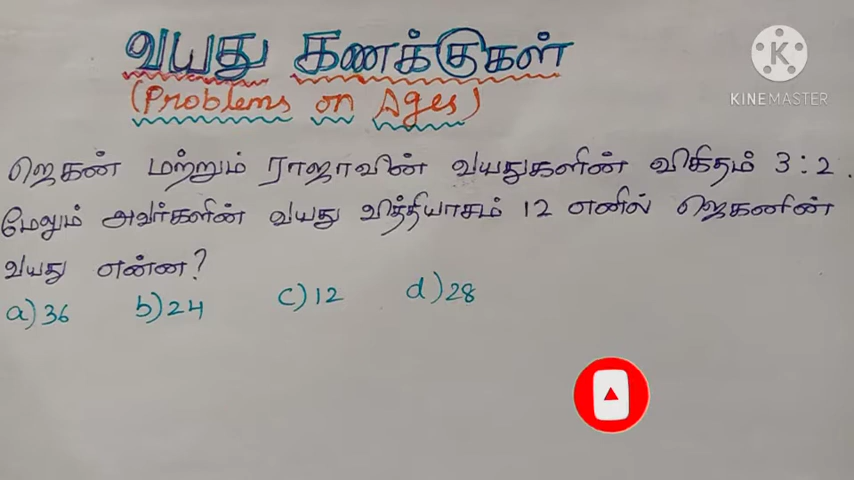 வயது கணக்குகள்
(Problems on Ages)
ஜெகன் மற்றும் ராஜாவின் வயதுகளின் விகிதம் 3 : 2 .
மேலும் அவர்களின் வயது வித்தியாசம் 12 எனில் ஜெகனின்
வயது என்ன?
a) 36 b) 24 c) 12 d) 28
K
KINEMASTER